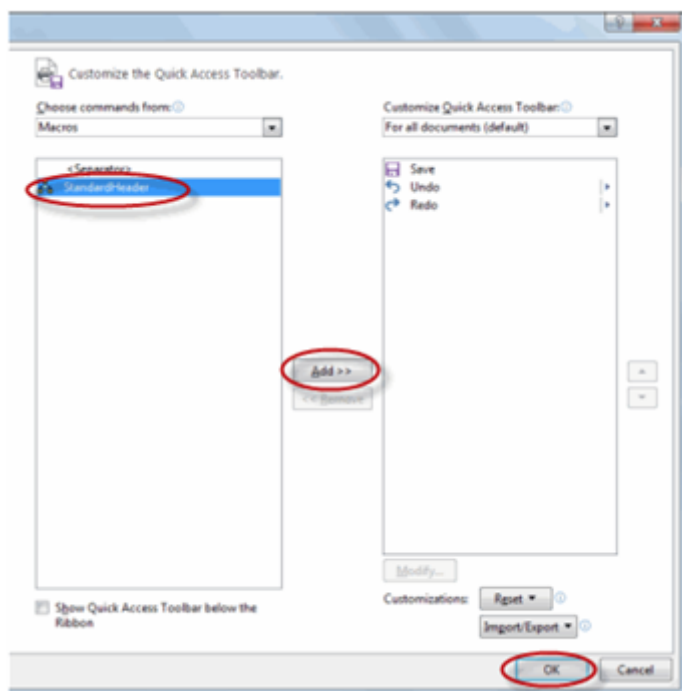 Customize the Quick Access Toolbar.
Choose commands from:
Macros
Customize Quick Access Toolbar:
For all documents (default)
<Separator>
StandardHeader
Save
Undo
Redo
Add >>
<< Remove
Modify...
Customizations:
Reset
Import/Export
Show Quick Access Toolbar below the
Ribbon
OK
Cancel